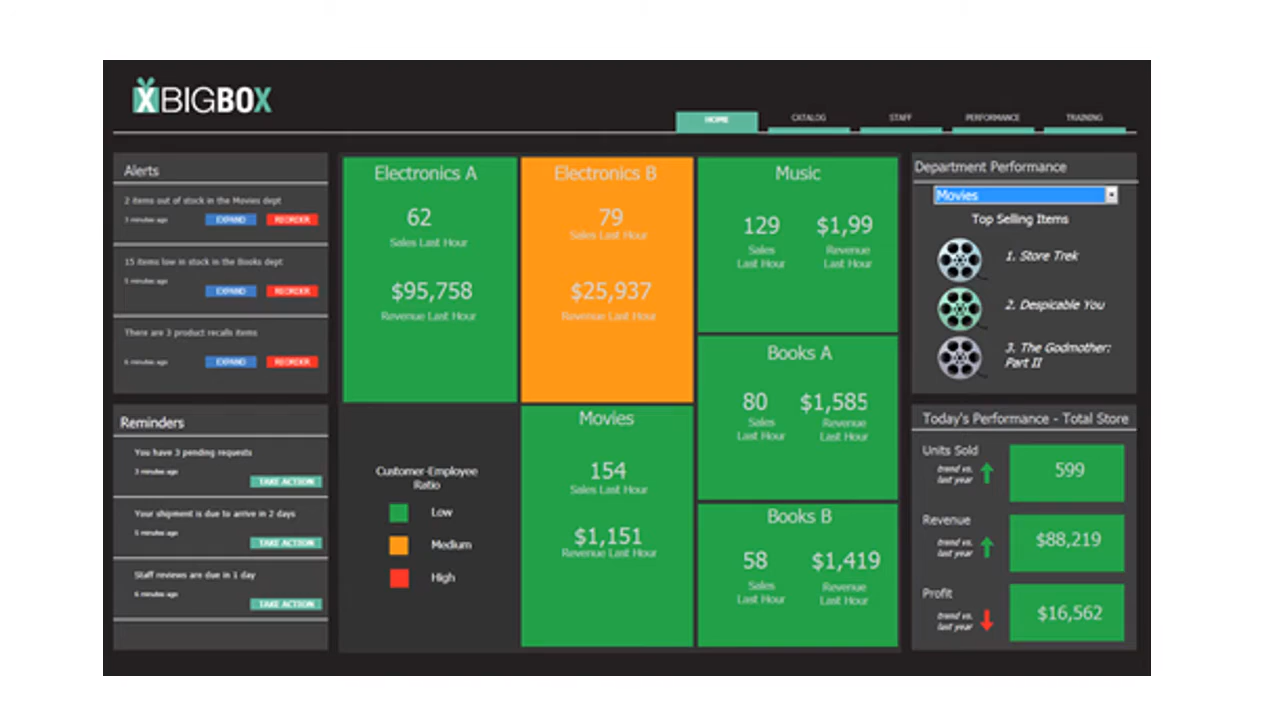 XBIGBOX
HOME
CATALOG
STAFF
PERFORMANCE
TRAINING
Alerts
2 items out of stock in the Movies dept
3 minutes ago
EXPAND
REORDER
15 items low in stock in the Books dept
5 minutes ago
EXPAND
REORDER
There are 3 product recalls items
6 minutes ago
EXPAND
REORDER
Reminders
You have 3 pending requests
3 minutes ago
TAKE ACTION
Your shipment is due to arrive in 2 days
5 minutes ago
TAKE ACTION
Staff reviews are due in 1 day
6 minutes ago
TAKE ACTION
Electronics A
62
Sales Last Hour
$95,758
Revenue Last Hour
Electronics B
79
Sales Last Hour
$25,937
Revenue Last Hour
Music
129
Sales
Last Hour
$1,99
Revenue
Last Hour
Customer-Employee
Ratio
Low
Medium
High
Movies
154
Sales Last Hour
$1,151
Revenue Last Hour
Books A
80
Sales
Last Hour
$1,585
Revenue
Last Hour
Books B
58
Sales
Last Hour
$1,419
Revenue
Last Hour
Department Performance
Movies
Top Selling Items
1. Store Trek
2. Despicable You
3. The Godmother:
Part II
Today's Performance - Total Store
Units Sold
trend vs.
last year
599
Revenue
trend vs.
last year
$88,219
Profit
trend vs.
last year
$16,562